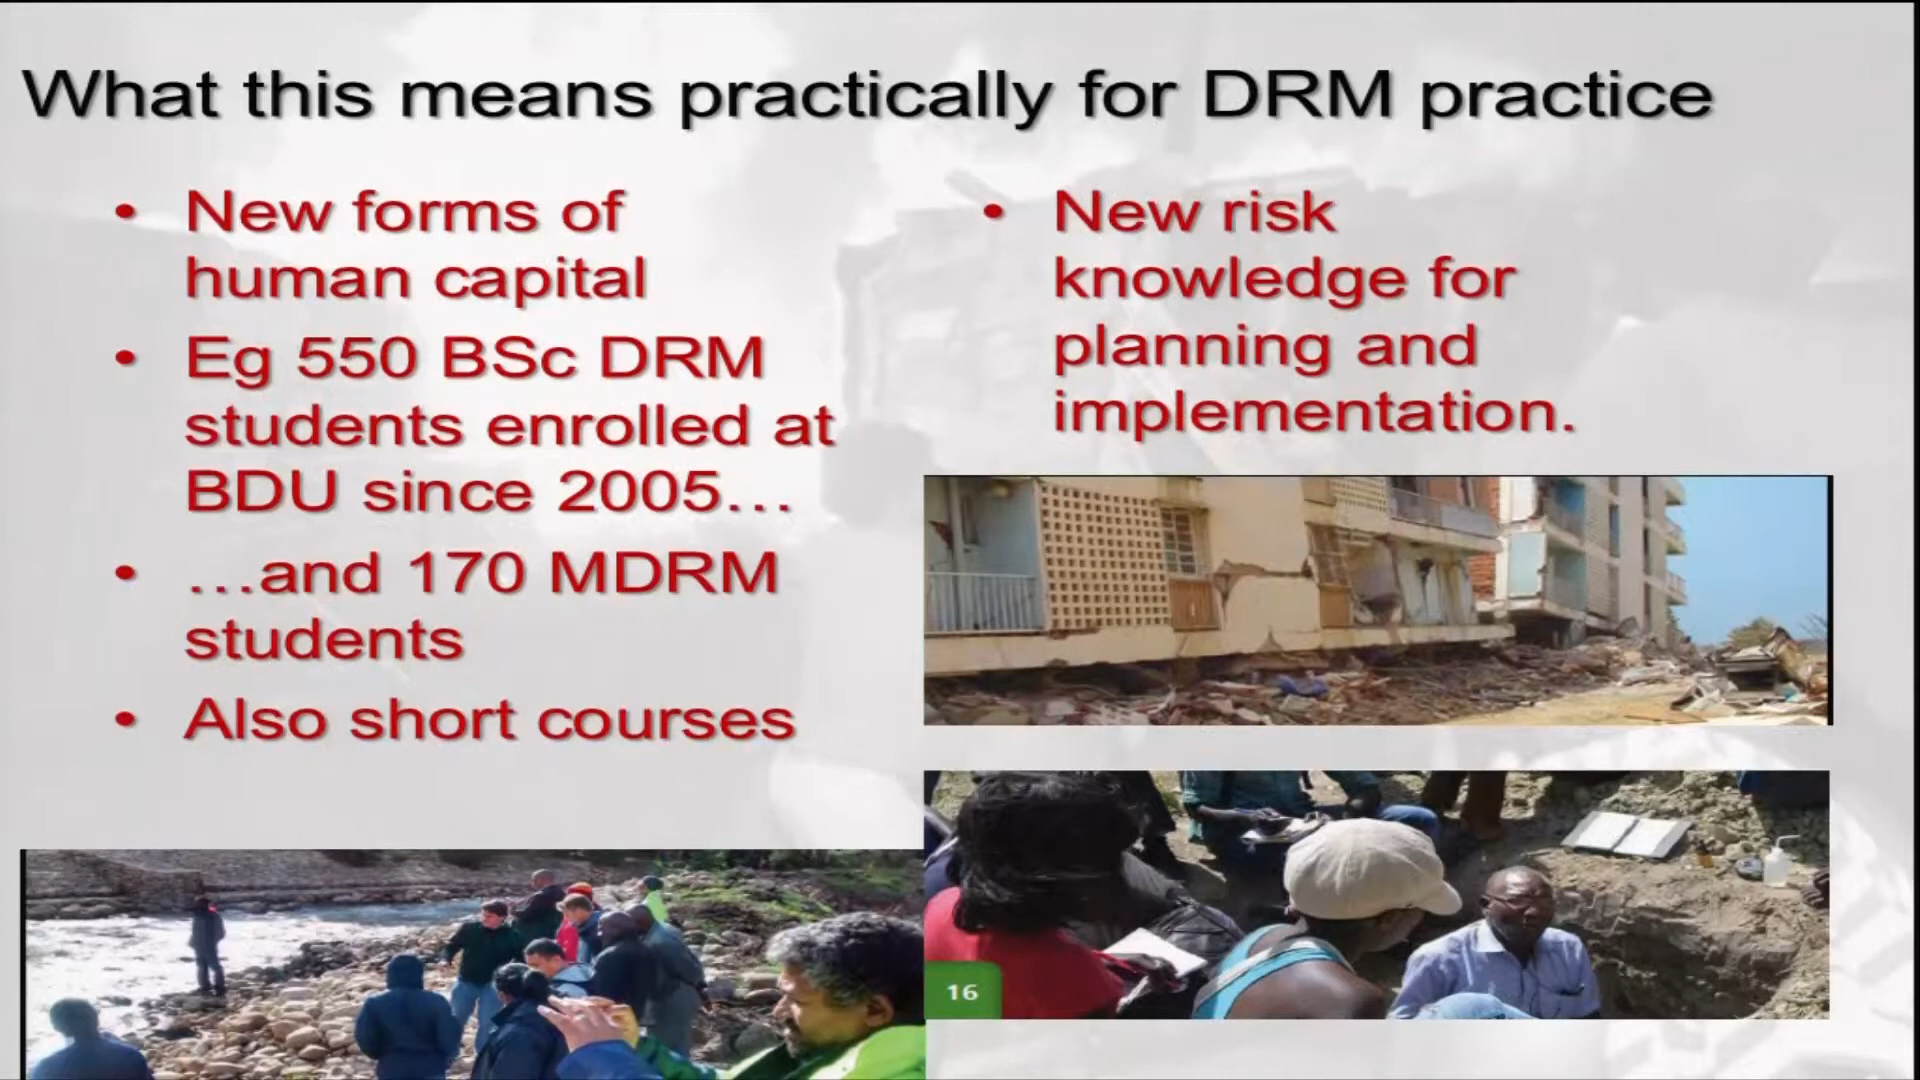 What this means practically for DRM practice
• New forms of
human capital
• Eg 550 BSc DRM
students enrolled at
BDU since 2005…
• …and 170 MDRM
students
• Also short courses
• New risk
knowledge for
planning and
implementation.
16